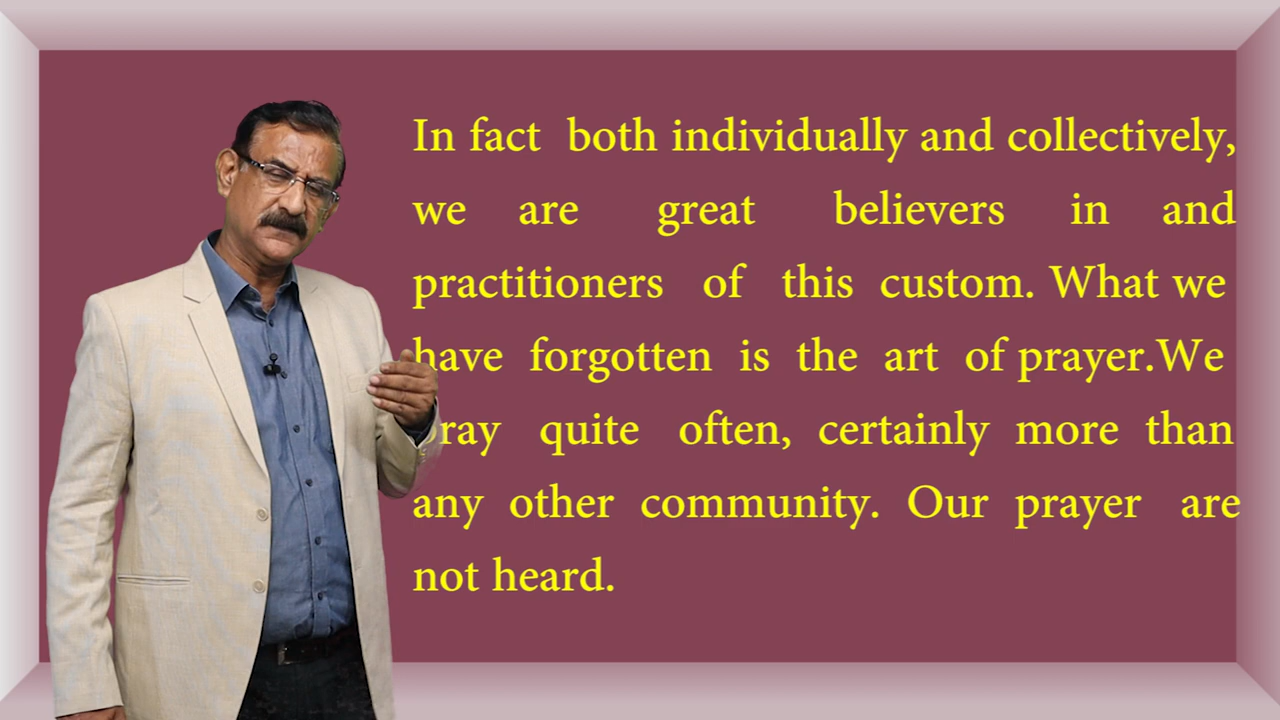 In fact both individually and collectively,
we are great believers in and
practitioners of this custom. What we
have forgotten is the art of prayer.We
pray quite often, certainly more than
any other community. Our prayer are
not heard.